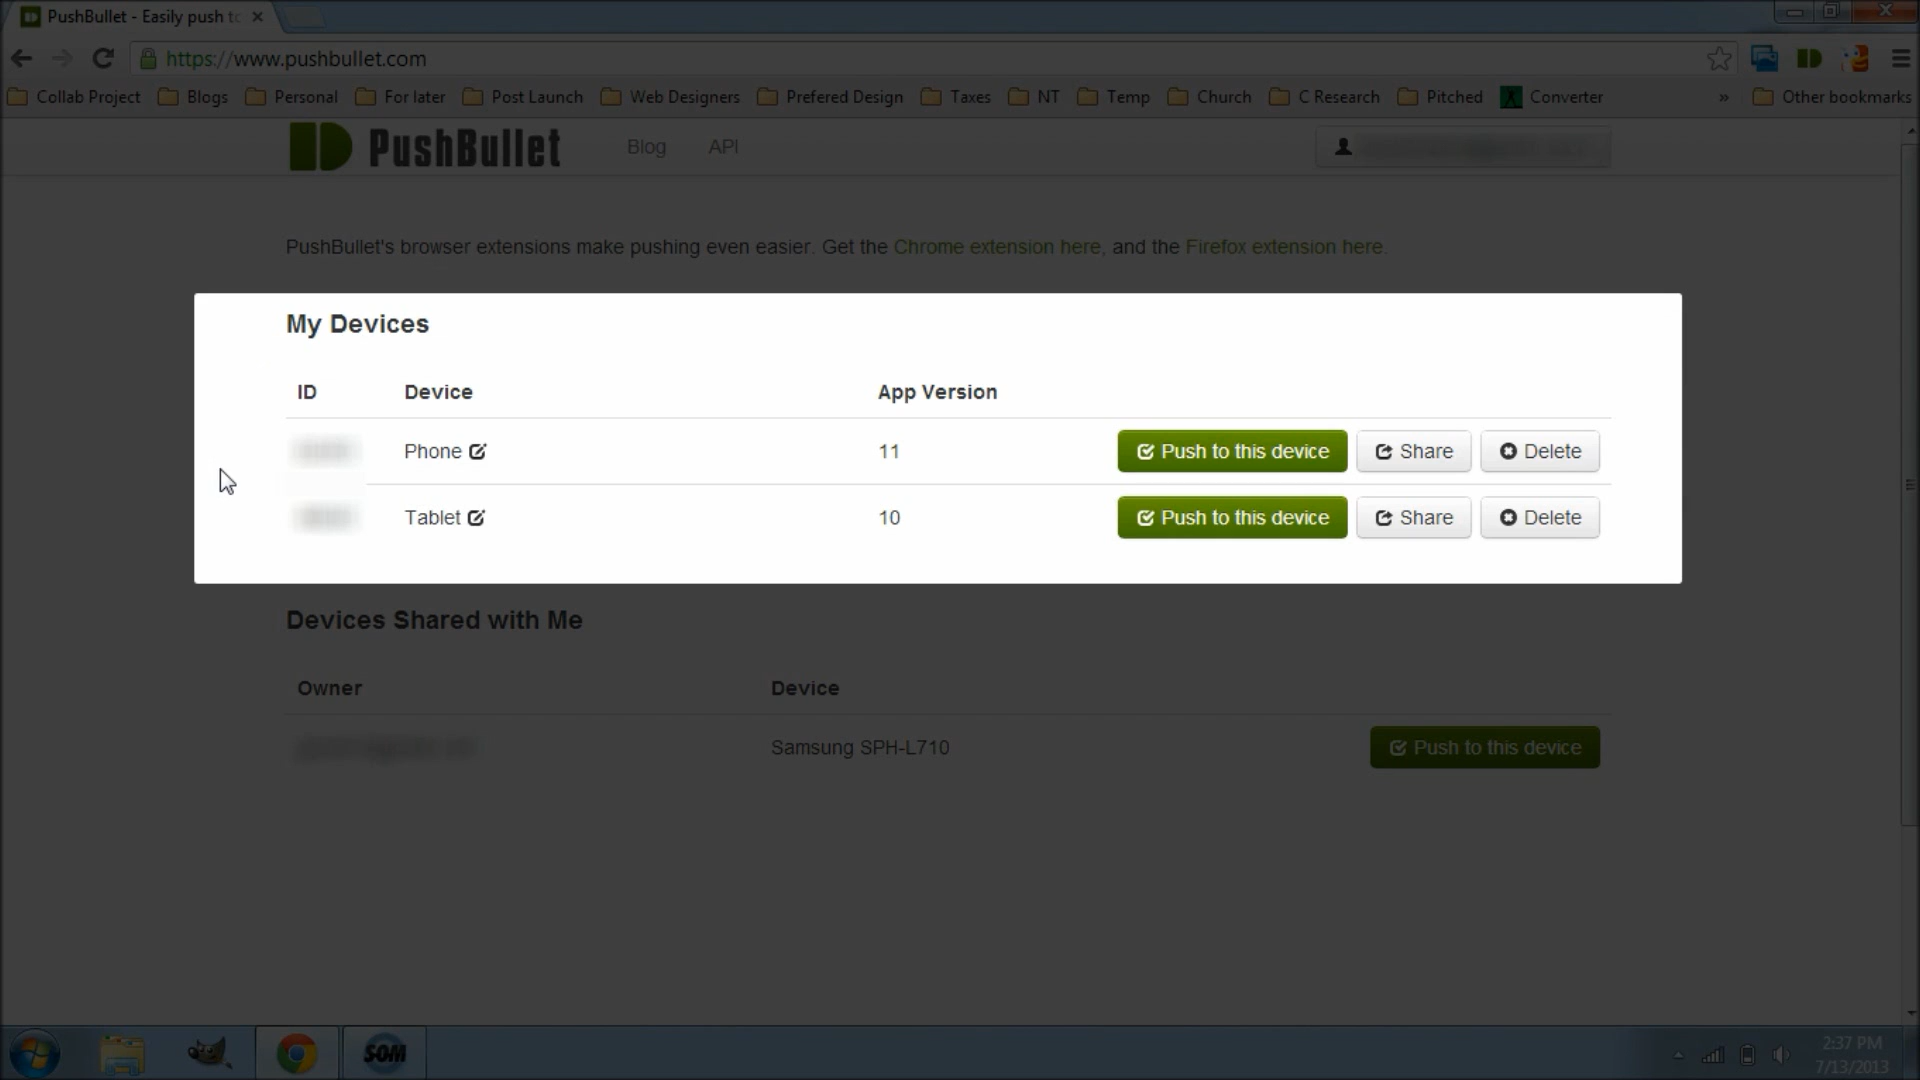 PushBullet - Easily push to
https://www.pushbullet.com
Collab Project Blogs Personal For later Post Launch Web Designers Prefered Design Taxes NT Temp Church C Research Pitched Converter » Other bookmarks
PushBullet Blog API
PushBullet's browser extensions make pushing even easier. Get the Chrome extension here, and the Firefox extension here.
My Devices
ID Device App Version
Phone 11 Push to this device Share Delete
Tablet 10 Push to this device Share Delete
Devices Shared with Me
Owner Device
Samsung SPH-L710 Push to this device
SOM
2:37 PM
7/13/2013